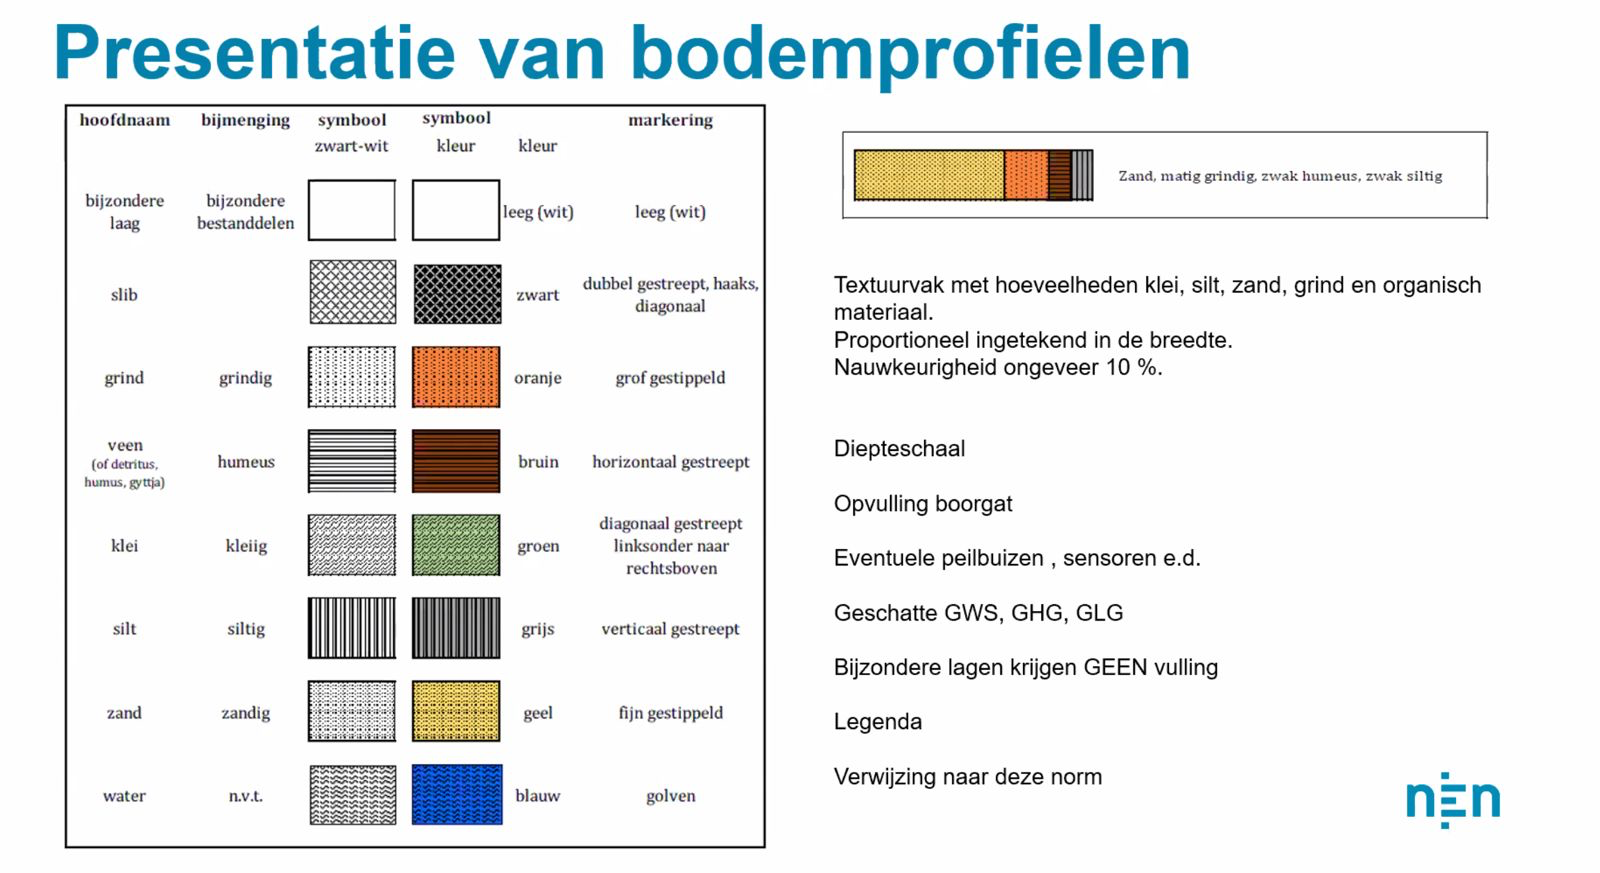 Presentatie van bodemprofielen
hoofdnaam bijmenging symbool symbool markering
zwart-wit kleur kleur
bijzondere laag bijzondere bestanddelen leeg (wit) leeg (wit)
slib zwart dubbel gestreept, haaks, diagonaal
grind grindig oranje grof gestippeld
veen (of detritus, humus, gyttja) humeus bruin horizontaal gestreept
klei kleiig groen diagonaal gestreept linksonder naar rechtsboven
silt siltig grijs verticaal gestreept
zand zandig geel fijn gestippeld
water n.v.t. blauw golven
Zand, matig grindig, zwak humeus, zwak siltig
Textuurvak met hoeveelheden klei, silt, zand, grind en organisch
materiaal.
Proportioneel ingetekend in de breedte.
Nauwkeurigheid ongeveer 10 %.
Diepteschaal
Opvulling boorgat
Eventuele peilbuizen , sensoren e.d.
Geschatte GWS, GHG, GLG
Bijzondere lagen krijgen GEEN vulling
Legenda
Verwijzing naar deze norm
nen